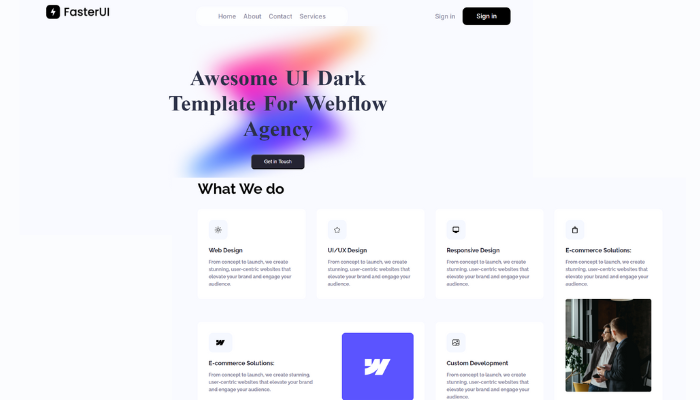 FasterUI
Home About Contact Services
Sign in
Sign in
Awesome UI Dark
Template For Webflow
Agency
Get in Touch
What We do
Web Design
From concept to launch, we create
stunning, user-centric websites that
elevate your brand and engage your
audience.
UI/UX Design
From concept to launch, we create
stunning, user-centric websites that
elevate your brand and engage your
audience.
Responsive Design
From concept to launch, we create
stunning, user-centric websites that
elevate your brand and engage your
audience.
E-commerce Solutions:
From concept to launch, we create
stunning, user-centric websites that
elevate your brand and engage your
audience.
E-commerce Solutions:
From concept to launch, we create stunning,
user-centric websites that elevate your brand
and engage your audience.
Custom Development
From concept to launch, we create
stunning, user-centric websites that
elevate your brand and engage your
audience.